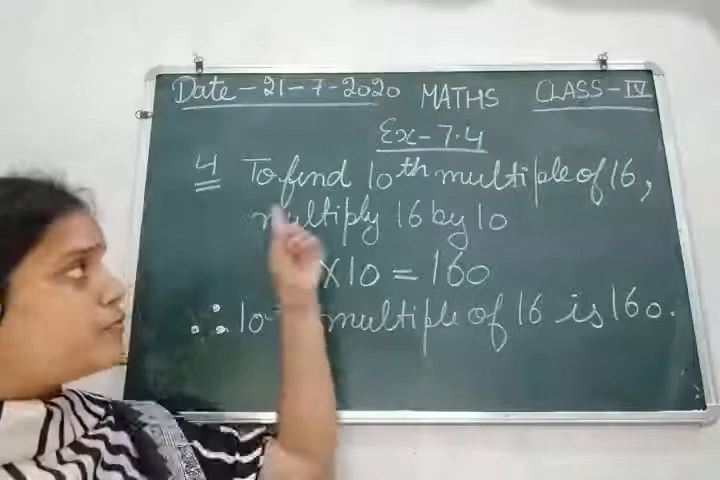 Date-21-7-2020 MATHS CLASS-IV
Ex-7.4
4 To find 10th multiple of 16,
multiply 16 by 10
x10=160
∴ 10 multiple of 16 is 160.